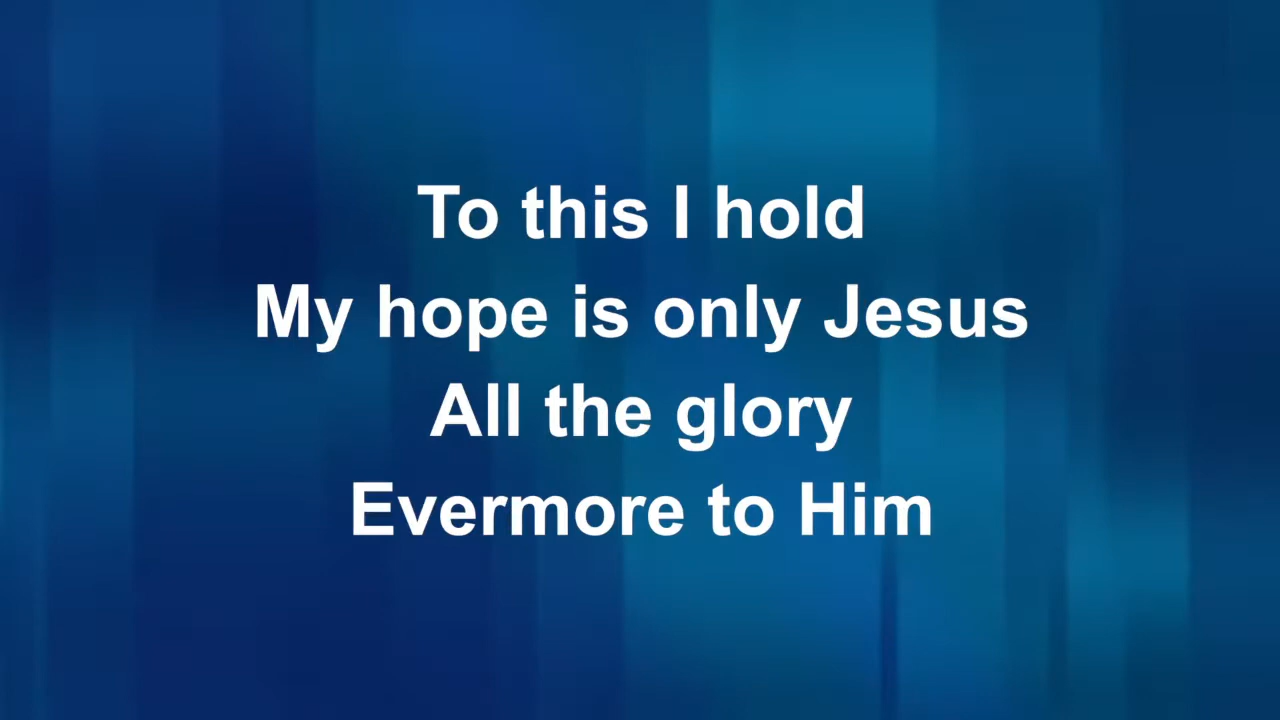 To this I hold
My hope is only Jesus
All the glory
Evermore to Him